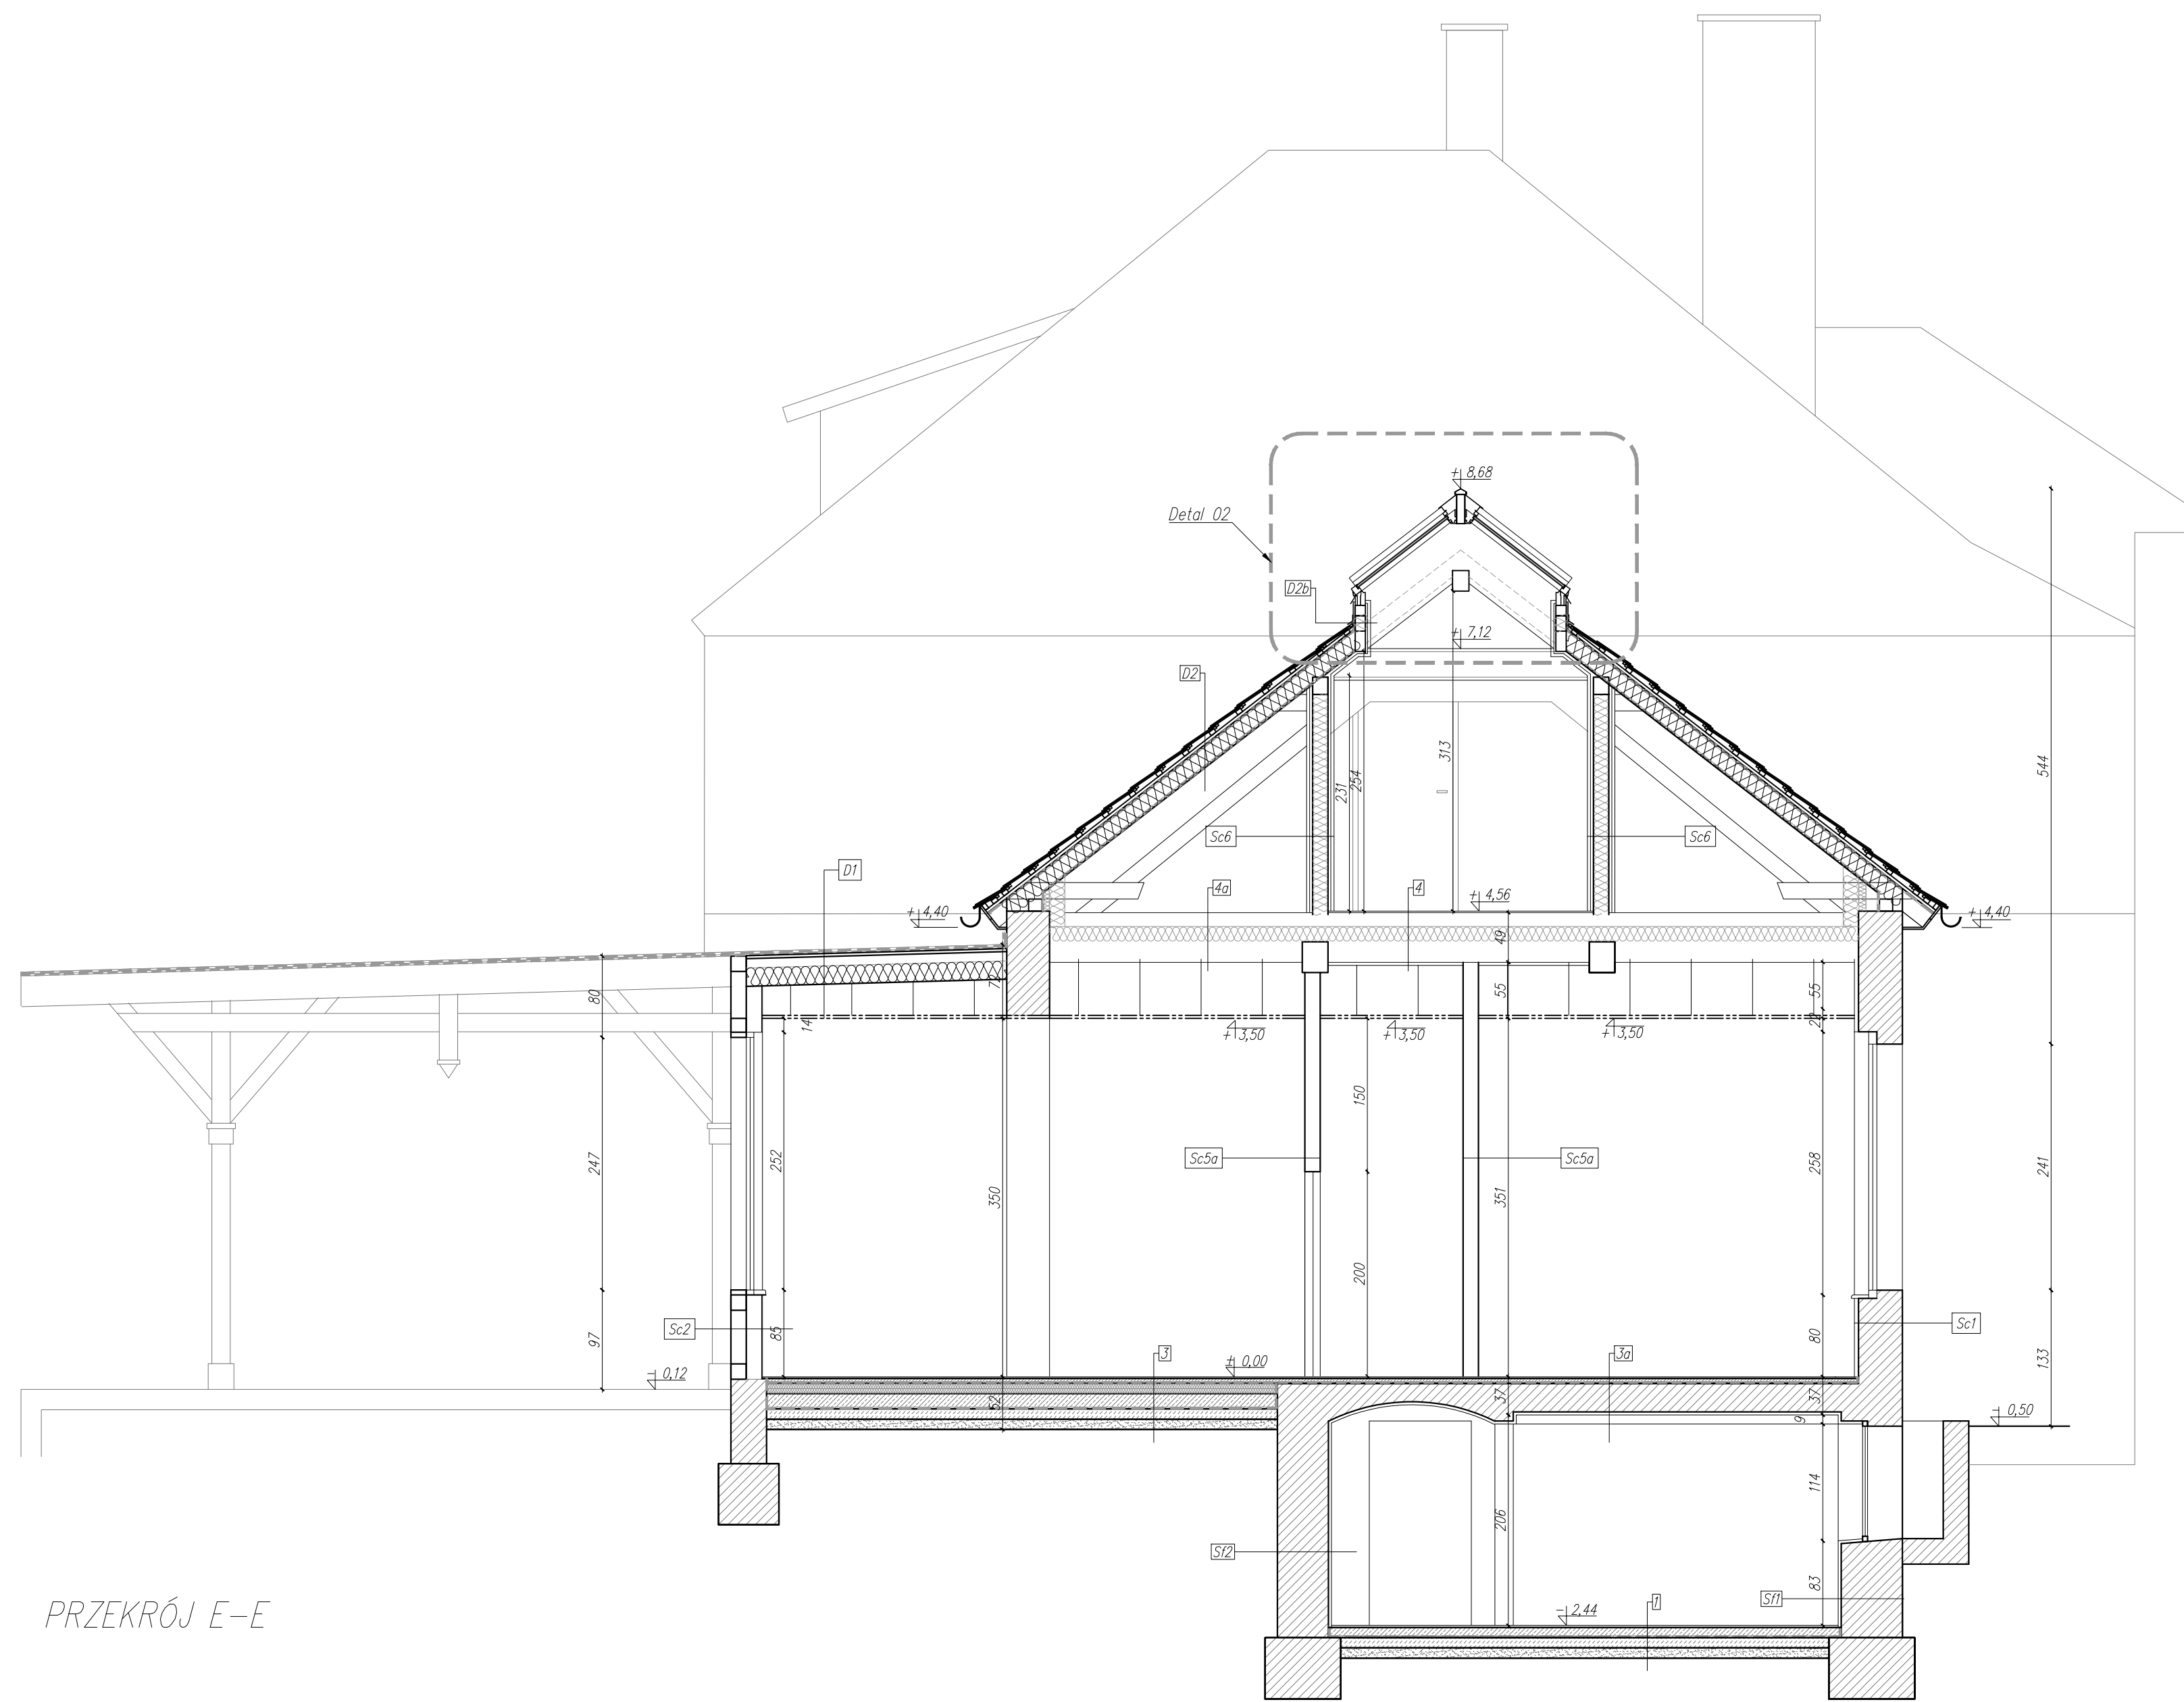 + 8,68
Detal 02
D2b
+ 7,12
D2
544
313
231
254
Sc6
Sc6
D1
4a
4
+ 4,56
+ 4,40
+ 4,40
49
80
55
55
14
22
+ 3,50
+ 3,50
+ 3,50
150
247
252
Sc5a
Sc5a
258
241
350
351
200
Sc2
85
97
Sc1
80
133
3
± 0,00
3a
- 0,12
52
37
37
9
- 0,50
114
206
Sf2
83
1
Sf1
- 2,44
PRZEKRÓJ E-E